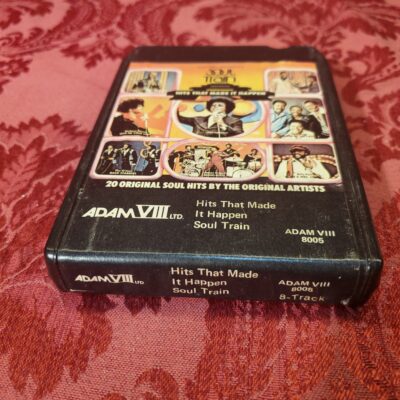 SOUL
TRAIN
HITS THAT MADE IT HAPPEN
20 ORIGINAL SOUL HITS BY THE ORIGINAL ARTISTS
ADAM VIII LTD.
Hits That Made
It Happen
Soul Train
ADAM VIII
8005
ADAM VIII LTD
Hits That Made
It Happen
Soul Train
ADAM VIII
8005
8-Track